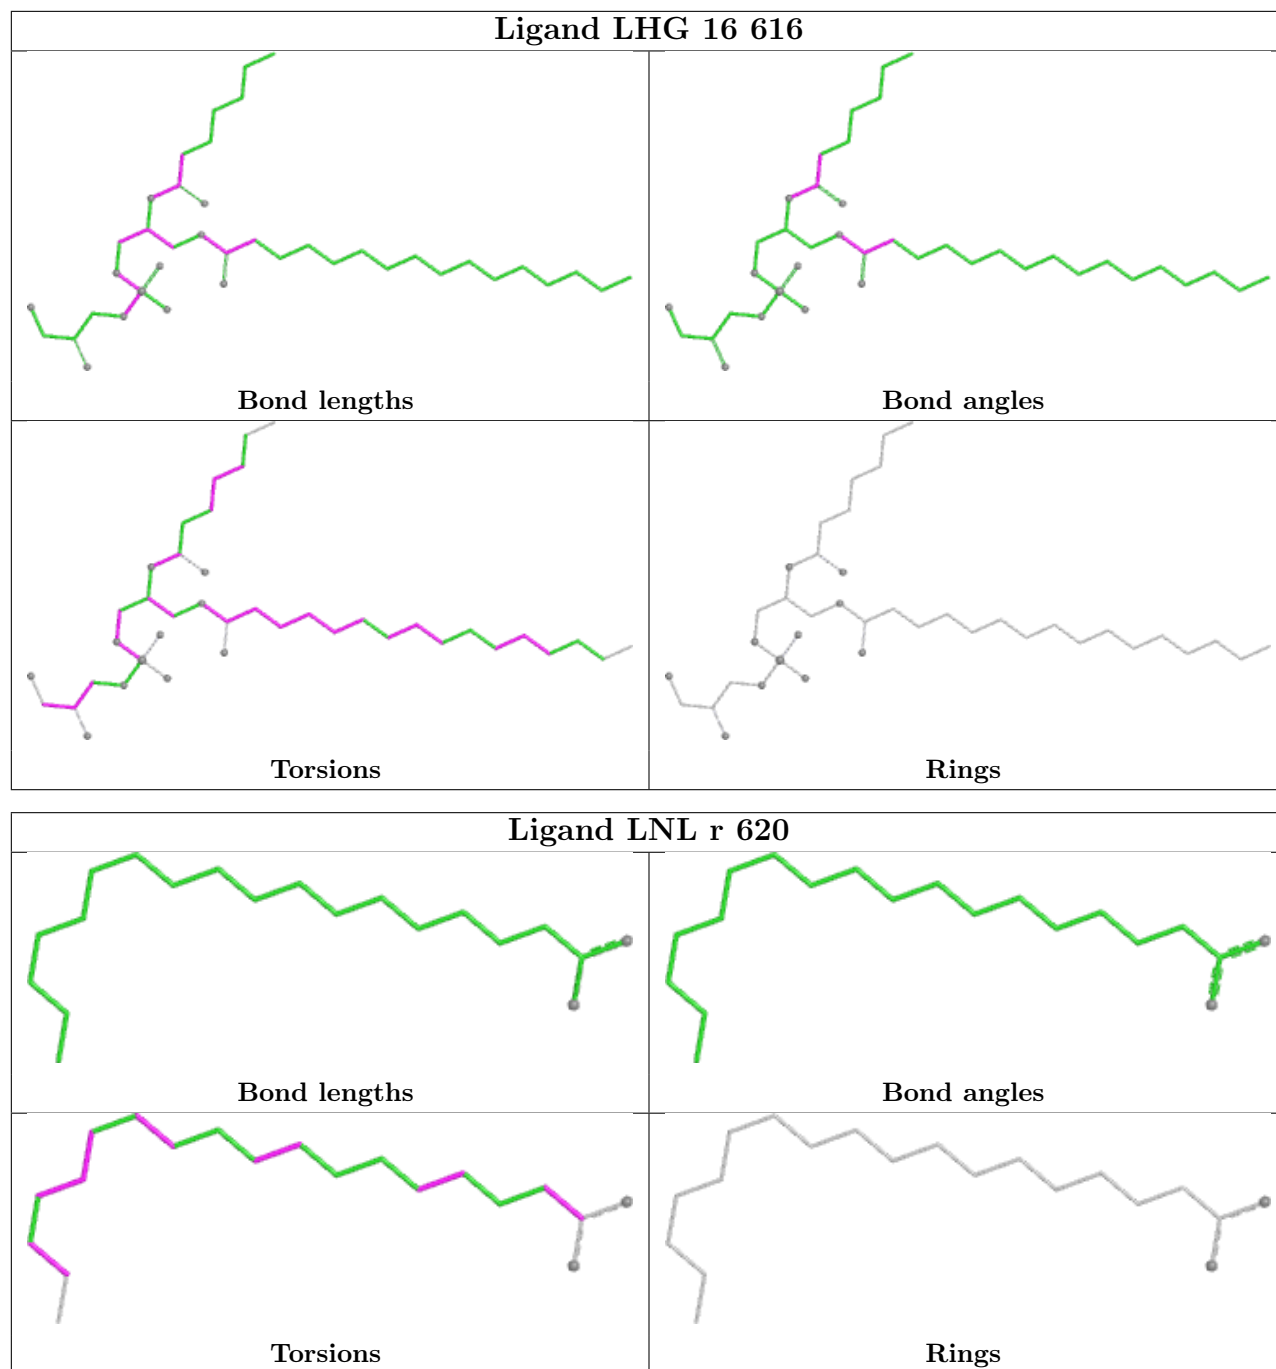 Ligand LHG 16 616
Bond lengths
Bond angles
Torsions
Rings
Ligand LNL r 620
Bond lengths
Bond angles
Torsions
Rings